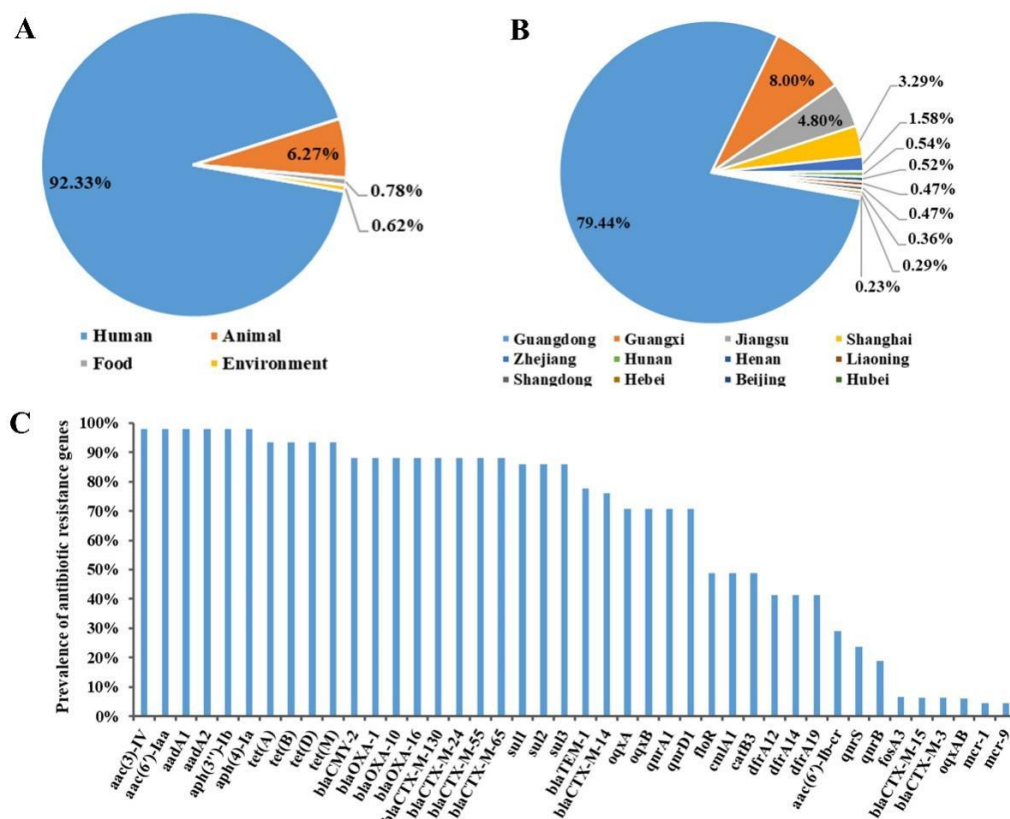 A
92.33%
6.27%
0.78%
0.62%
Human Animal
Food Environment
B
79.44%
8.00%
4.80%
3.29%
1.58%
0.54%
0.52%
0.47%
0.47%
0.36%
0.29%
0.23%
Guangdong Guangxi Jiangsu Shanghai
Zhejiang Hunan Henan Liaoning
Shangdong Hebei Beijing Hubei
C
Prevalence of antibiotic resistance genes
100%
90%
80%
70%
60%
50%
40%
30%
20%
10%
0%
aac(3)-IV
aac(6')-Iaa
aadA1
aadA2
aph(3'')-Ib
aph(4)-Ia
tet(A)
tet(B)
tet(D)
tet(M)
blaCMY-2
blaOXA-1
blaOXA-10
blaOXA-16
blaCTX-M-130
blaCTX-M-24
blaCTX-M-55
blaCTX-M-65
sul1
sul2
sul3
blaTEM-1
blaCTX-M-14
oqxA
oqxB
qnrA1
qnrD1
floR
cmlA1
catB3
dfrA12
dfrA14
dfrA19
aac(6')-Ib-cr
qnrS
qnrB
fosA3
blaCTX-M-15
blaCTX-M-3
oqxAB
mcr-1
mcr-9